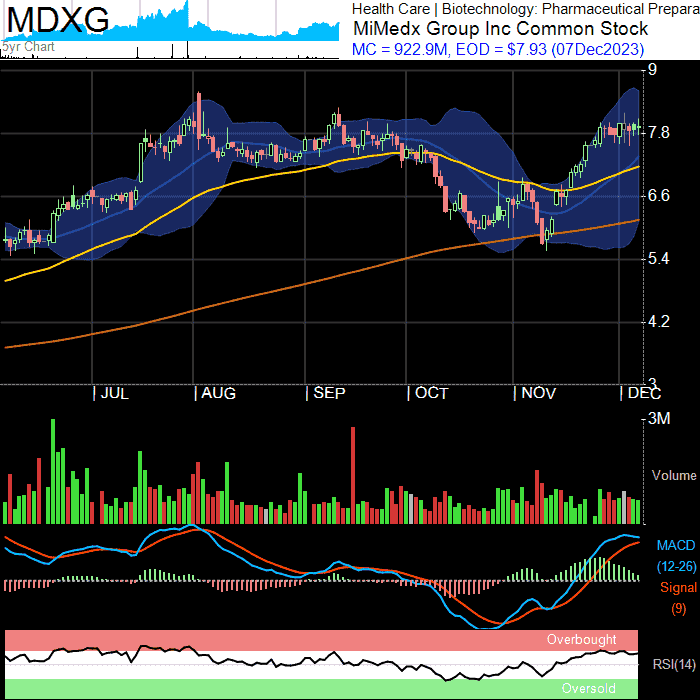 MDXG
5yr Chart
Health Care | Biotechnology: Pharmaceutical Prepara
MiMedx Group Inc Common Stock
MC = 922.9M, EOD = $7.93 (07Dec2023)
9
7.8
6.6
5.4
4.2
3
JUL
AUG
SEP
OCT
NOV
DEC
3M
Volume
MACD
(12-26)
Signal
(9)
Overbought
RSI(14)
Oversold